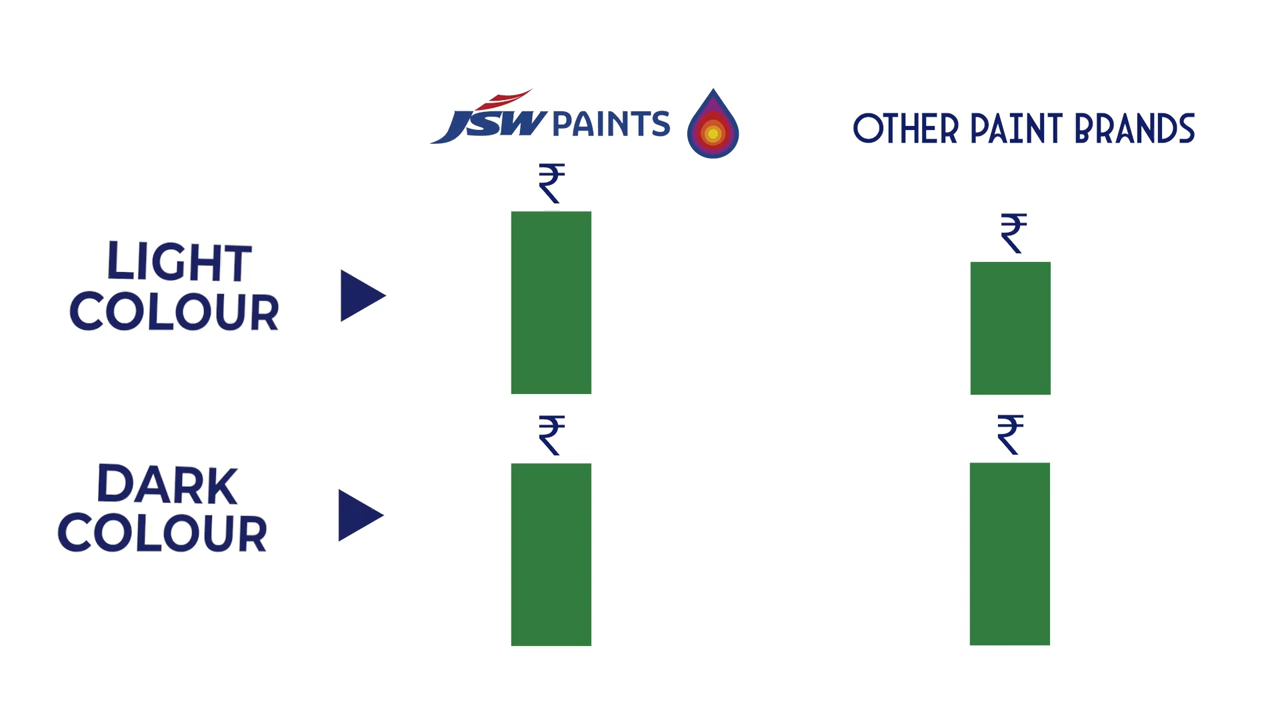 JSW PAINTS
OTHER PAINT BRANDS
₹
₹
LIGHT
COLOUR
₹
₹
DARK
COLOUR